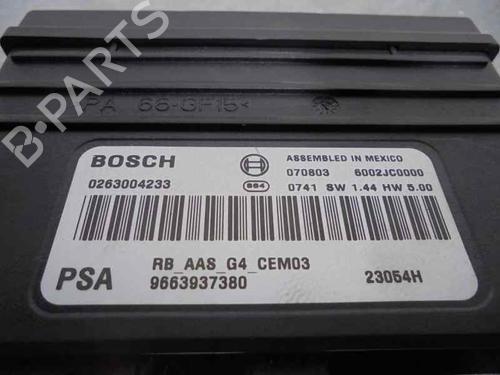 PA 66-GF15<
B-PARTS
BOSCH
ASSEMBLED IN MEXICO
070803 6002JC0000
0263004233
664 0741 SW 1.44 HW 5.00
RB_AAS_G4_CEM03
PSA 9663937380 23054H